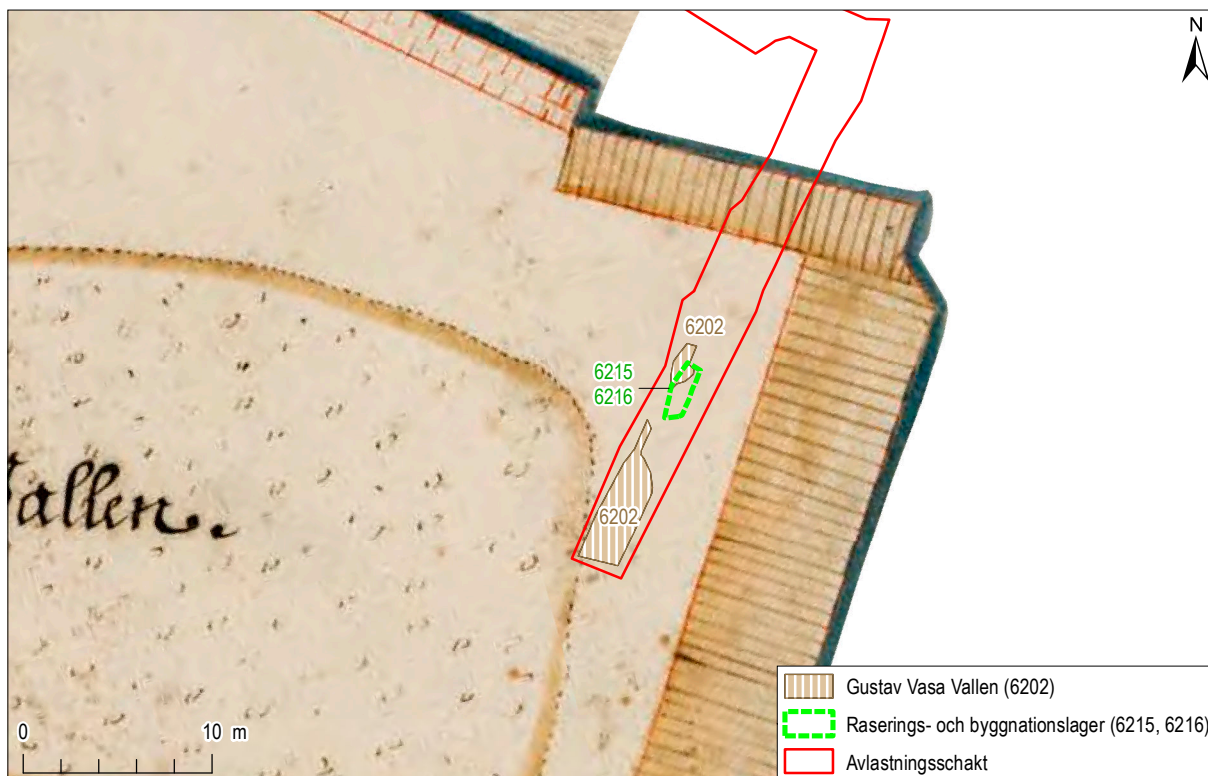 N
6202
6215
6216
6202
allen.
0 10 m
Gustav Vasa Vallen (6202)
Raserings- och byggnationslager (6215, 6216)
Avlastningsschakt